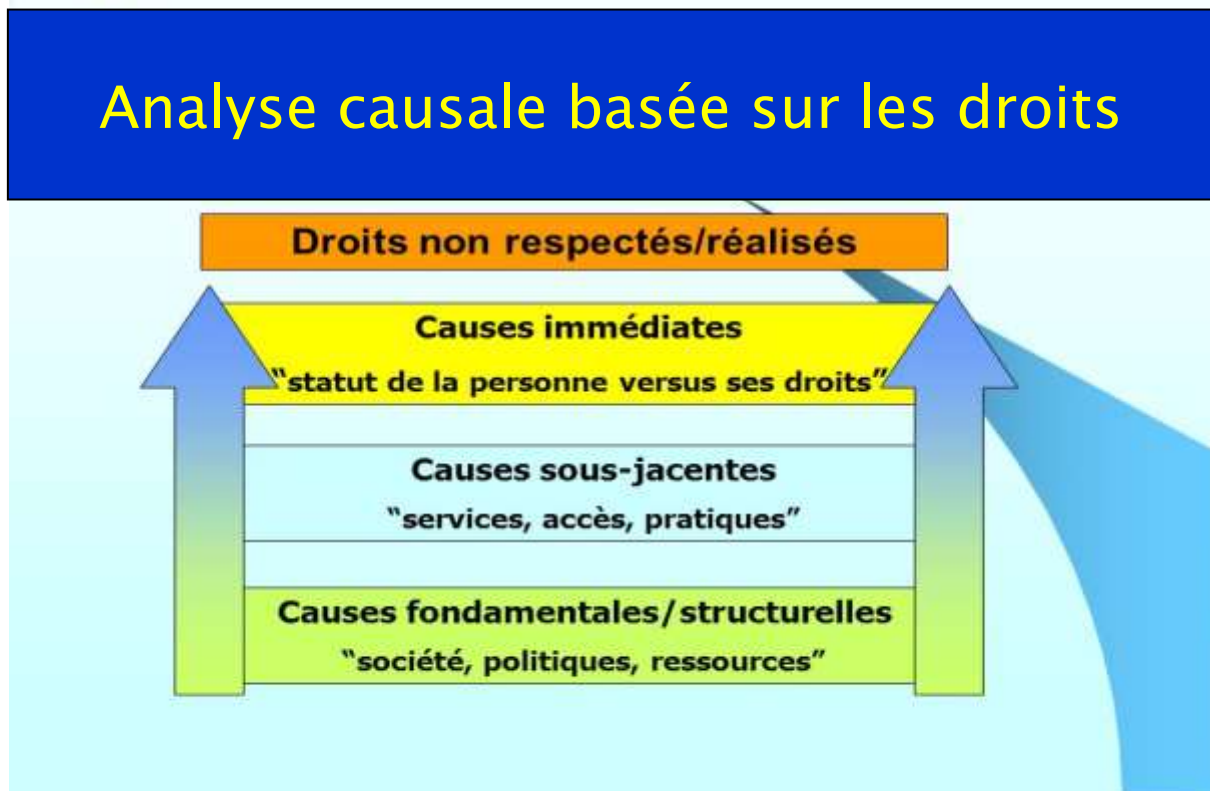 Analyse causale basée sur les droits
Droits non respectés/réalisés
Causes immédiates
“statut de la personne versus ses droits”
Causes sous-jacentes
“services, accès, pratiques”
Causes fondamentales/structurelles
“société, politiques, ressources”